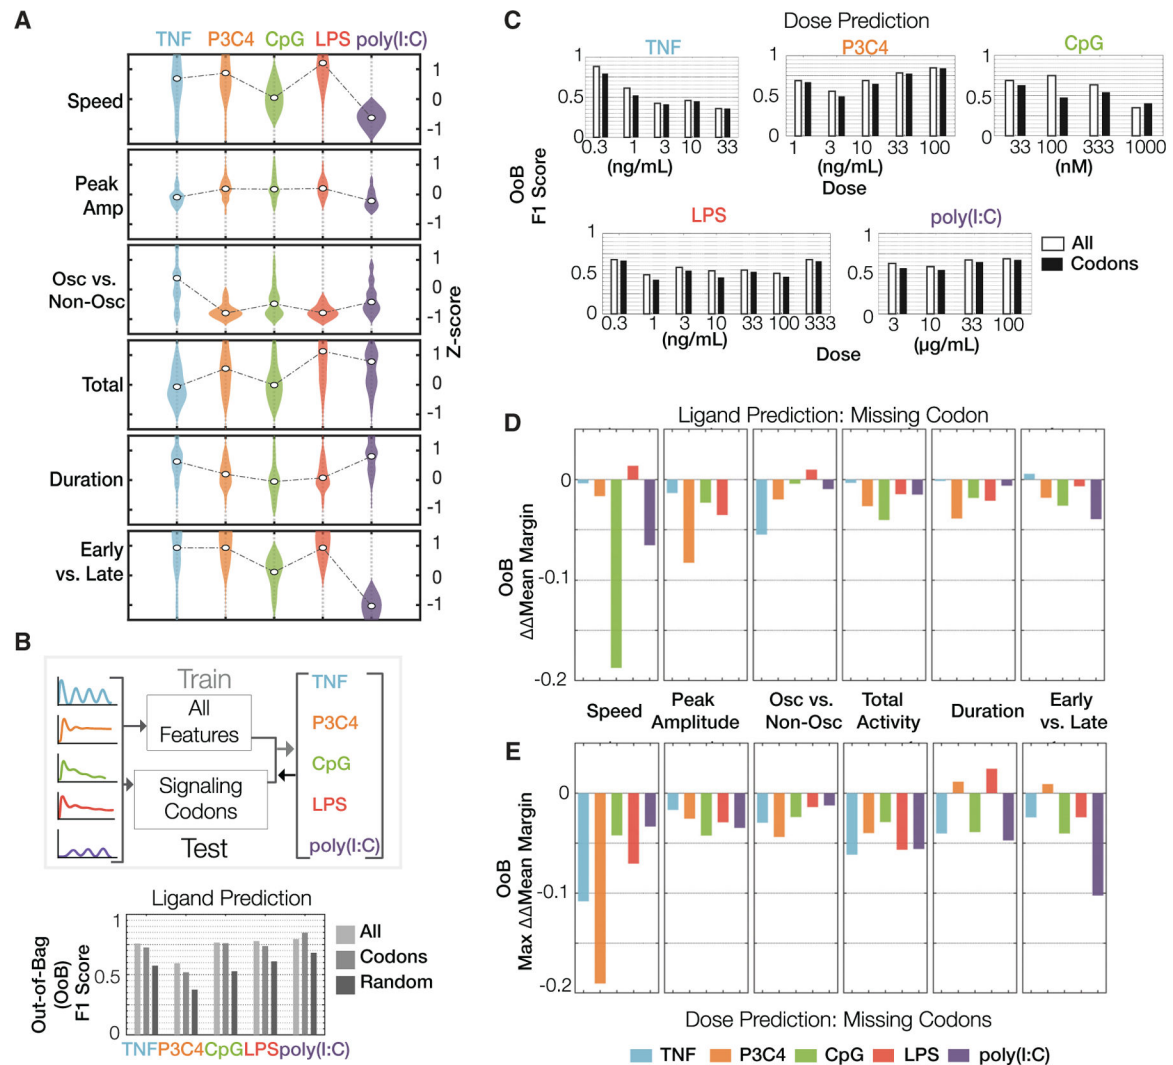 A
TNF P3C4 CpG LPS poly(I:C)
Speed
1
0
-1
Peak
Amp
1
0
-1
Osc vs.
Non-Osc
1
0
-1
Total
1
0
-1
Duration
1
0
-1
Early
vs. Late
1
0
-1
Z-score
B
Train
All
Features
Signaling
Codons
Test
TNF
P3C4
CpG
LPS
poly(I:C)
Ligand Prediction
Out-of-Bag
(OoB)
F1 Score
1
0.5
0
All
Codons
Random
TNF P3C4 CpG LPS poly(I:C)
C
Dose Prediction
TNF
1
0.5
0
0.3 1 3 10 33
(ng/mL)
P3C4
1
0.5
0
1 3 10 33 100
(ng/mL)
Dose
CpG
1
0.5
0
33 100 333 1000
(nM)
OoB
F1 Score
LPS
1
0.5
0
0.3 1 3 10 33 100 333
(ng/mL)
poly(I:C)
1
0.5
0
3 10 33 100
(µg/mL)
Dose
All
Codons
D
Ligand Prediction: Missing Codon
OoB
ΔΔMean Margin
0
-0.1
-0.2
Speed
Peak
Amplitude
Osc vs.
Non-Osc
Total
Activity
Duration
Early
vs. Late
E
OoB
Max ΔΔMean Margin
0
-0.1
-0.2
Dose Prediction: Missing Codons
TNF P3C4 CpG LPS poly(I:C)